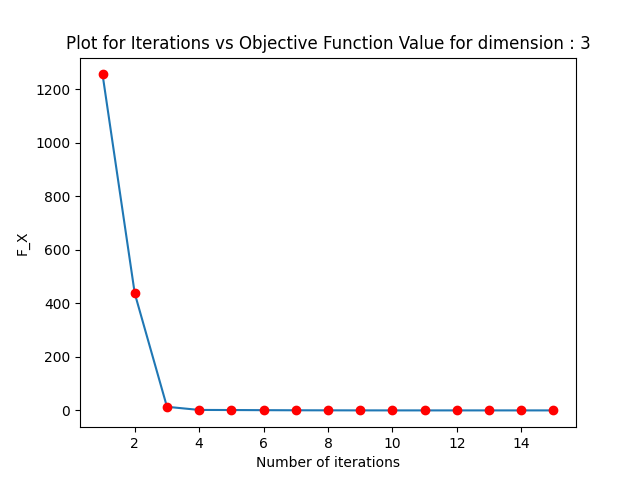 Plot for Iterations vs Objective Function Value for dimension : 3
1200
1000
800
600
400
200
0
F_X
2 4 6 8 10 12 14
Number of iterations